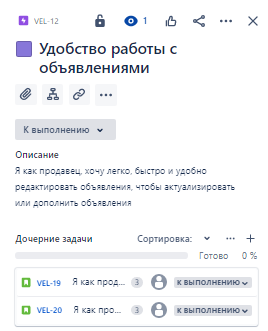 VEL-12
1
Удобство работы с
объявлениями
К выполнению
Описание
Я как продавец, хочу легко, быстро и удобно
редактировать объявления, чтобы актуализировать
или дополнить объявления
Дочерние задачи
Сортировка:
Готово 0 %
VEL-19 Я как прод... 3 К ВЫПОЛНЕНИЮ
VEL-20 Я как про... 3 К ВЫПОЛНЕНИЮ